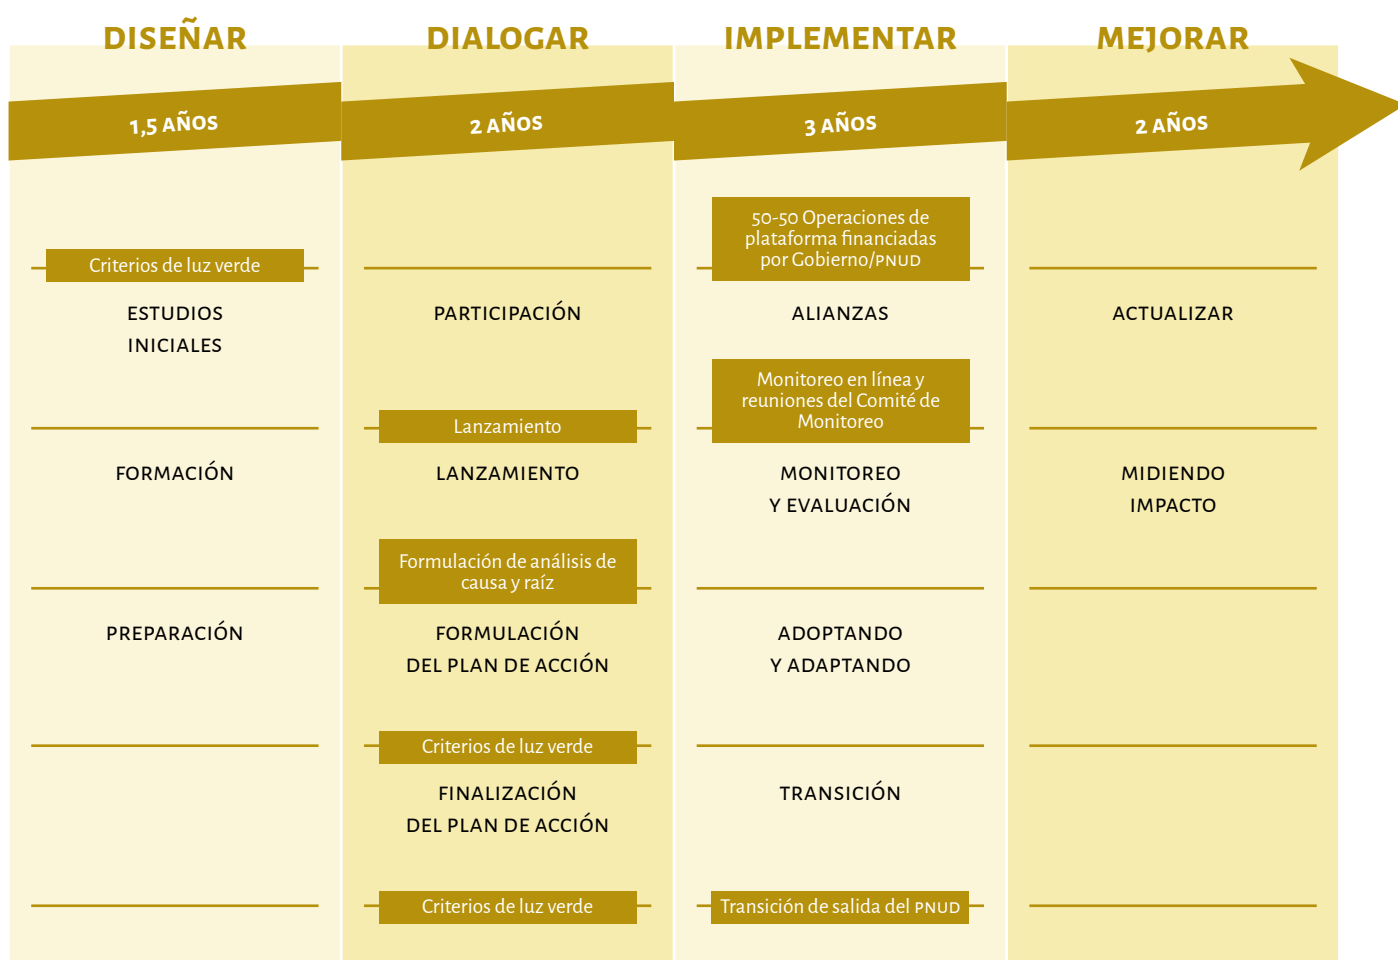 DISEÑAR
1,5 AÑOS
Criterios de luz verde
ESTUDIOS
INICIALES
FORMACIÓN
PREPARACIÓN
DIALOGAR
2 AÑOS
PARTICIPACIÓN
Lanzamiento
LANZAMIENTO
Formulación de análisis de
causa y raíz
FORMULACIÓN
DEL PLAN DE ACCIÓN
Criterios de luz verde
FINALIZACIÓN
DEL PLAN DE ACCIÓN
Criterios de luz verde
IMPLEMENTAR
3 AÑOS
50-50 Operaciones de
plataforma financiadas
por Gobierno/PNUD
ALIANZAS
Monitoreo en línea y
reuniones del Comité de
Monitoreo
MONITOREO
Y EVALUACIÓN
ADOPTANDO
Y ADAPTANDO
TRANSICIÓN
Transición de salida del PNUD
MEJORAR
2 AÑOS
ACTUALIZAR
MIDIENDO
IMPACTO